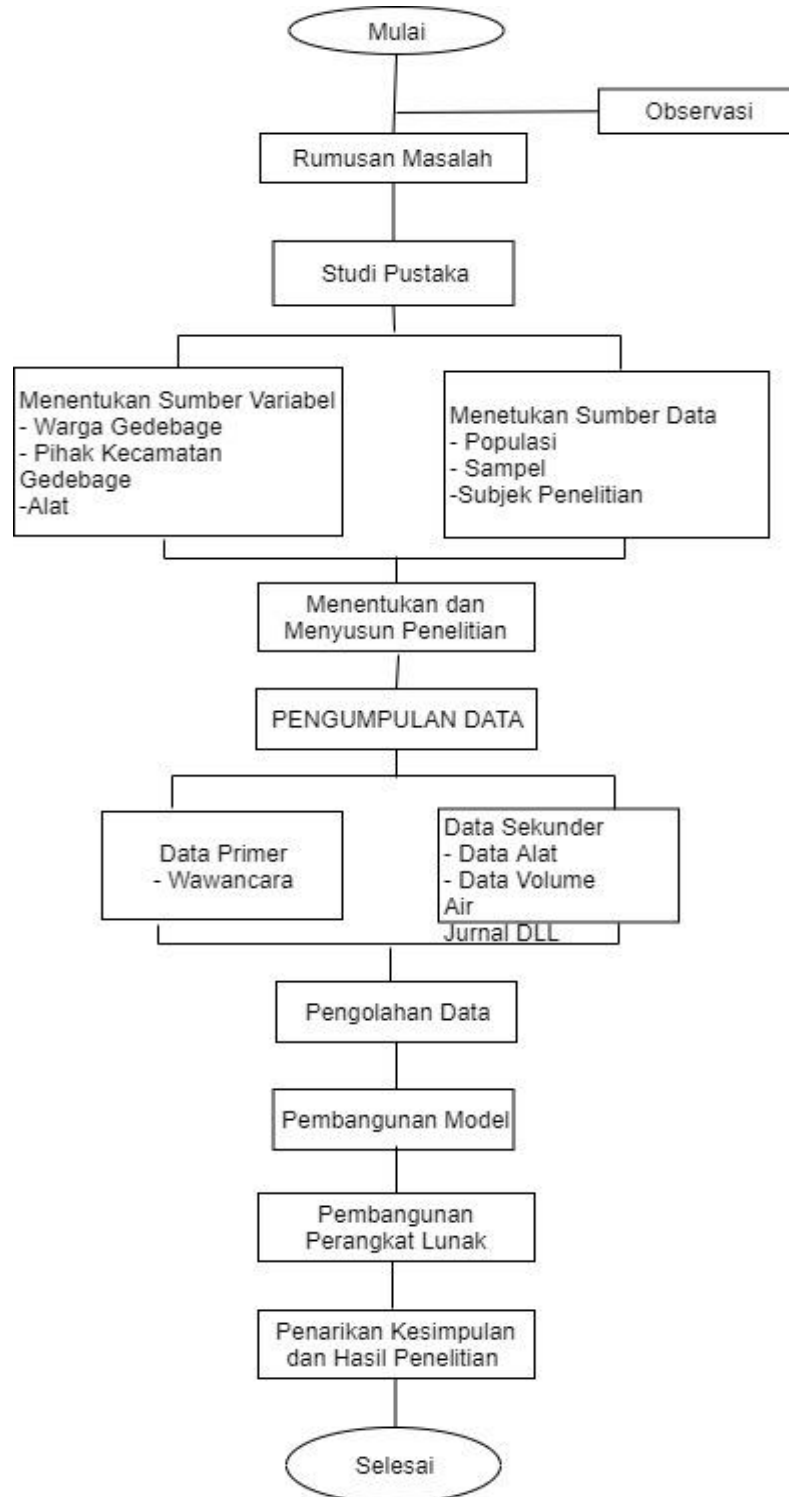 Mulai
Observasi
Rumusan Masalah
Studi Pustaka
Menentukan Sumber Variabel
- Warga Gedebage
- Pihak Kecamatan
Gedebage
-Alat
Menetukan Sumber Data
- Populasi
- Sampel
-Subjek Penelitian
Menentukan dan
Menyusun Penelitian
PENGUMPULAN DATA
Data Primer
- Wawancara
Data Sekunder
- Data Alat
- Data Volume
Air
Jurnal DLL
Pengolahan Data
Pembangunan Model
Pembangunan
Perangkat Lunak
Penarikan Kesimpulan
dan Hasil Penelitian
Selesai